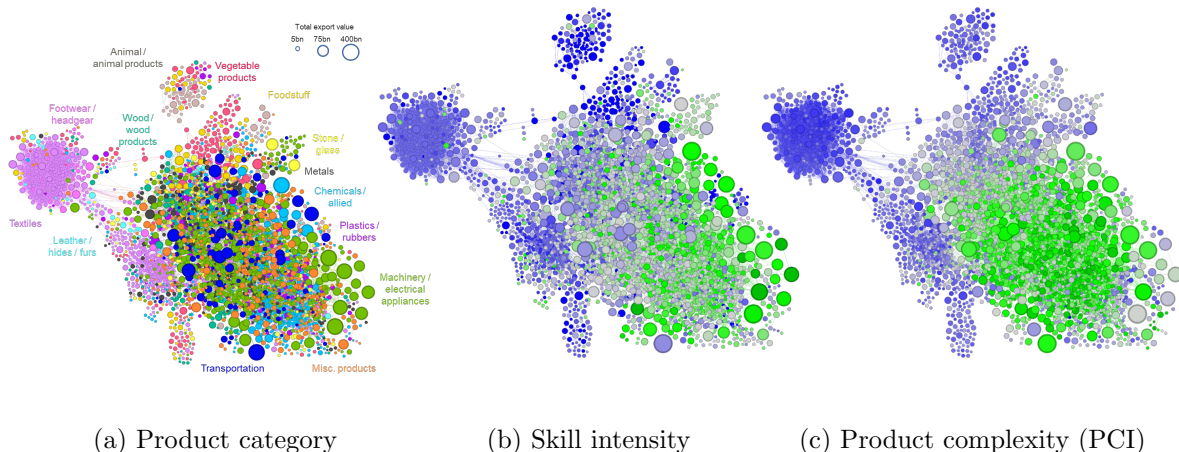 Total export value
5bn 75bn 400bn
Animal /
animal products
Vegetable
products
Foodstuff
Footwear /
headgear
Wood /
wood
products
Stone /
glass
Metals
Chemicals /
allied
Textiles
Leather /
hides / furs
Plastics /
rubbers
Machinery /
electrical
appliances
Transportation
Misc. products
(a) Product category
(b) Skill intensity
(c) Product complexity (PCI)